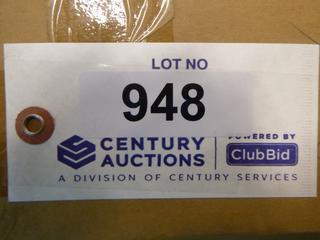 LOT NO
948
CENTURY
AUCTIONS
POWERED BY
ClubBid
A DIVISION OF CENTURY SERVICES